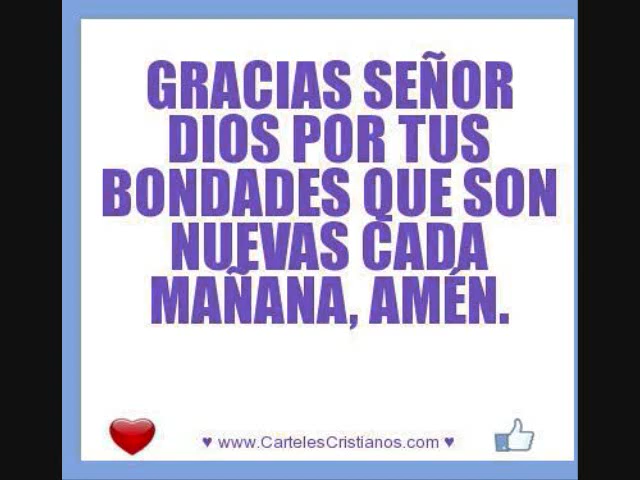 GRACIAS SEÑOR
DIOS POR TUS
BONDADES QUE SON
NUEVAS CADA
MAÑANA, AMÉN.
♥ www.CartelesCristianos.com ♥